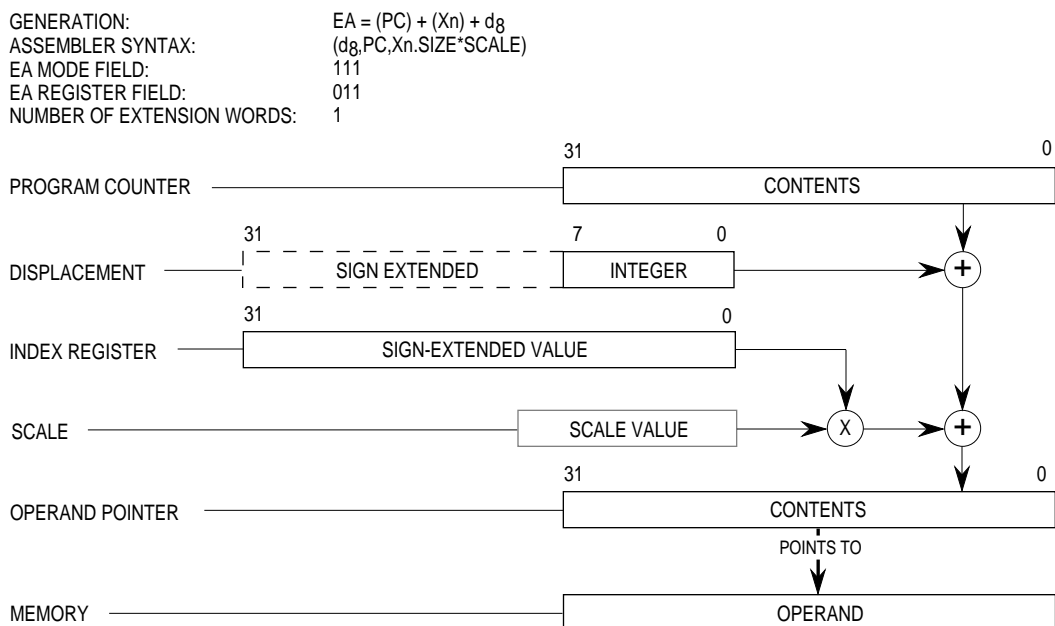 GENERATION: EA = (PC) + (Xn) + d8
ASSEMBLER SYNTAX: (d8,PC,Xn.SIZE*SCALE)
EA MODE FIELD: 111
EA REGISTER FIELD: 011
NUMBER OF EXTENSION WORDS: 1
31 0
PROGRAM COUNTER CONTENTS
31 7 0
DISPLACEMENT SIGN EXTENDED INTEGER +
31 0
INDEX REGISTER SIGN-EXTENDED VALUE
SCALE SCALE VALUE X +
31 0
OPERAND POINTER CONTENTS
POINTS TO
MEMORY OPERAND